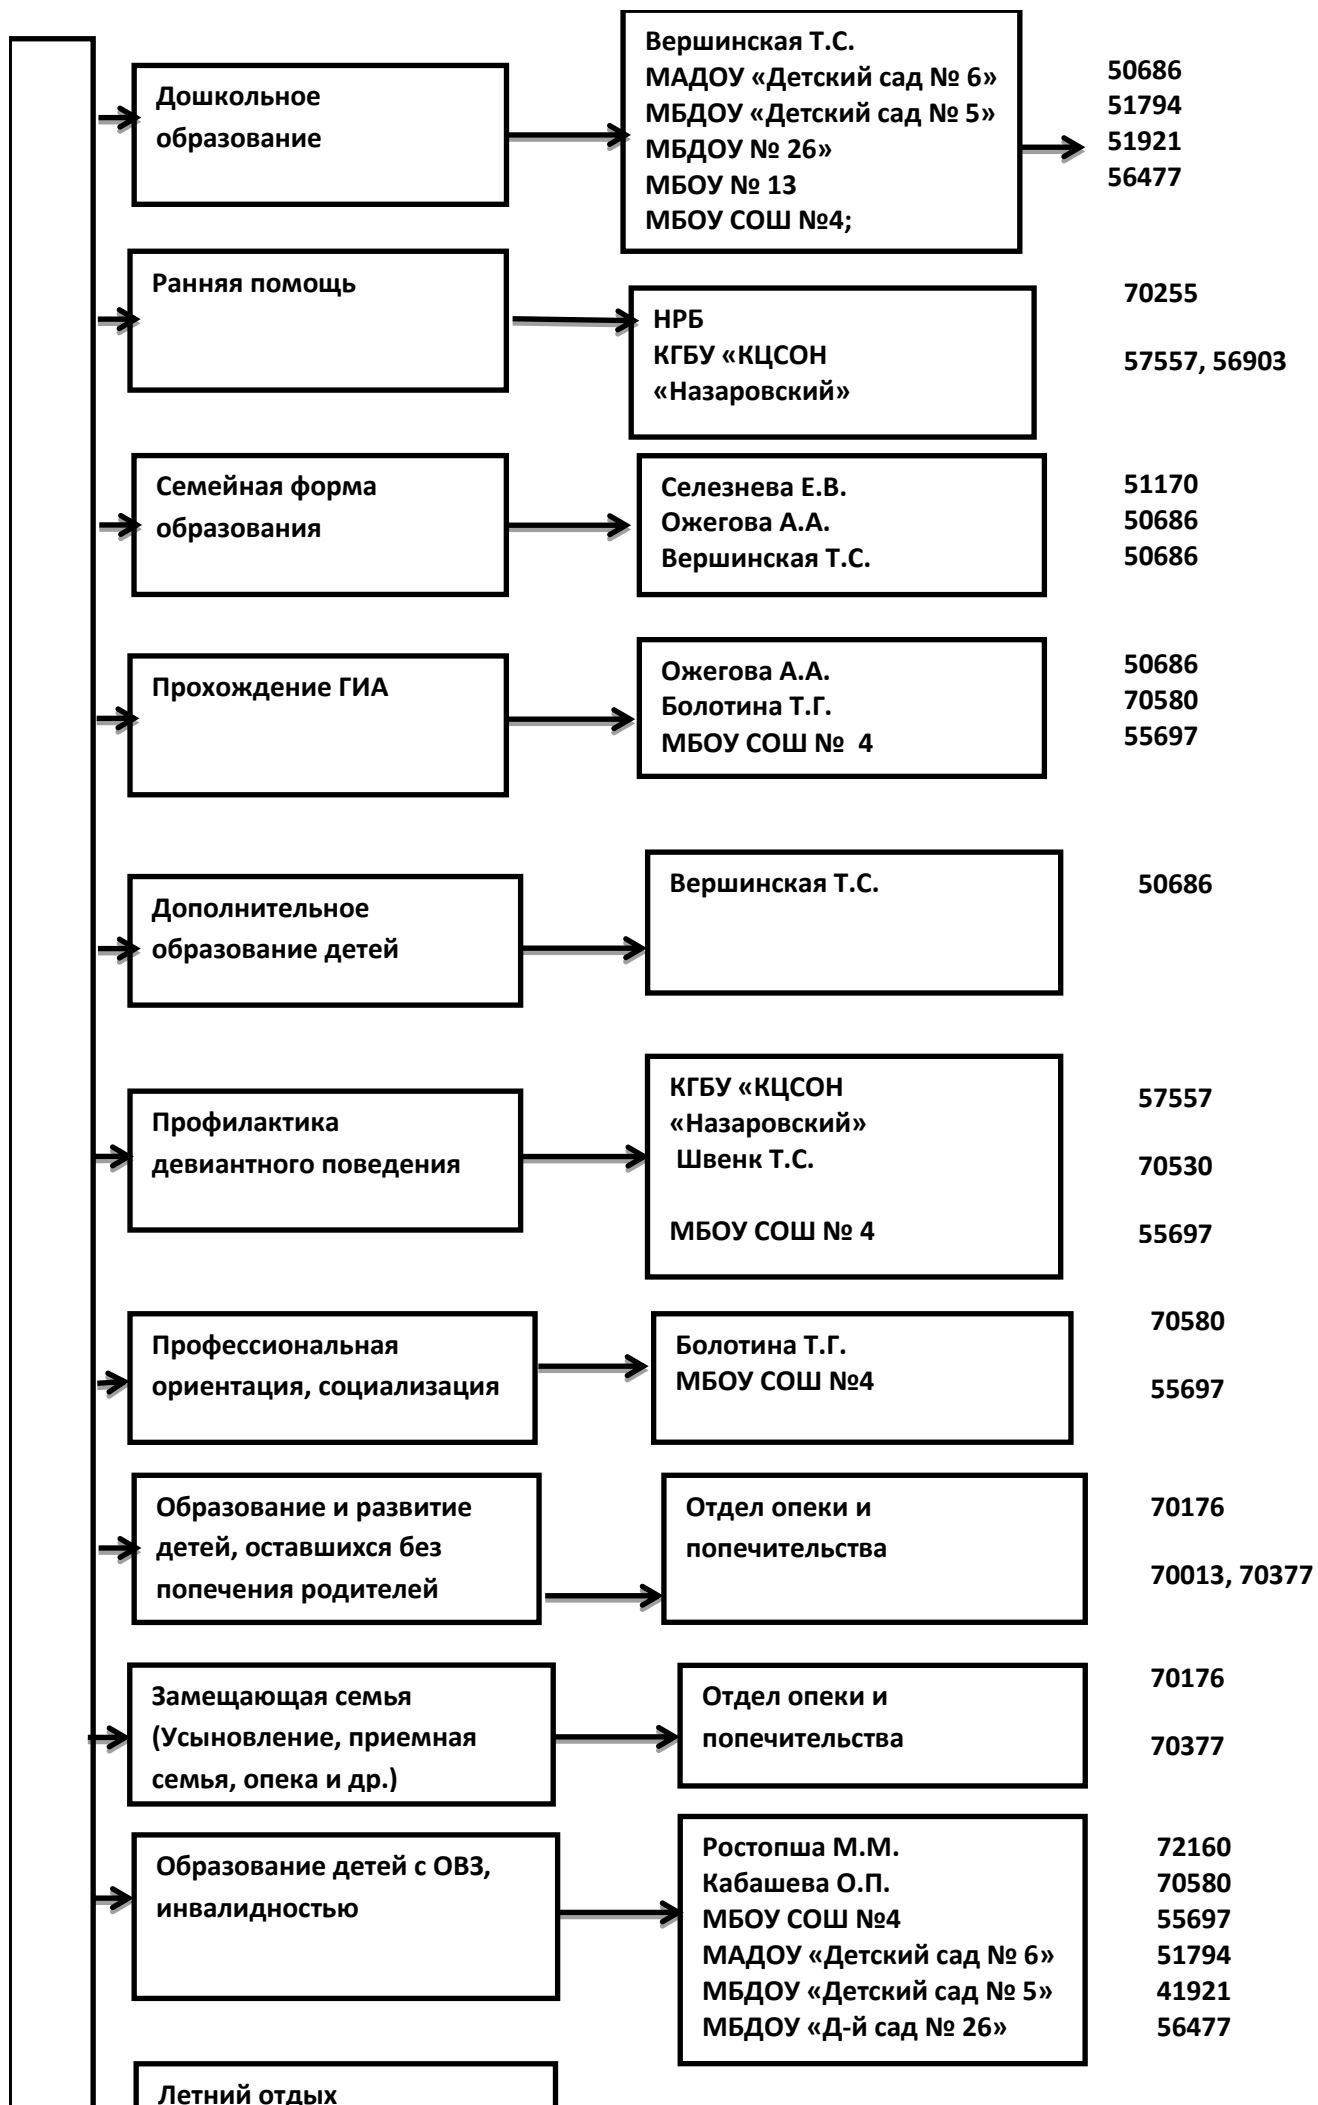 Дошкольное
образование
Вершинская Т.С.
МАДОУ «Детский сад № 6»
МБДОУ «Детский сад № 5»
МБДОУ № 26»
МБОУ № 13
МБОУ СОШ №4;
50686
51794
51921
56477
Ранняя помощь
НРБ
КГБУ «КЦСОН
«Назаровский»
70255
57557, 56903
Семейная форма
образования
Селезнева Е.В.
Ожегова А.А.
Вершинская Т.С.
51170
50686
50686
Прохождение ГИА
Ожегова А.А.
Болотина Т.Г.
МБОУ СОШ №  4
50686
70580
55697
Дополнительное
образование детей
Вершинская Т.С.
50686
Профилактика
девиантного поведения
КГБУ «КЦСОН
«Назаровский»
Швенк Т.С.
МБОУ СОШ № 4
57557
70530
55697
Профессиональная
ориентация, социализация
Болотина Т.Г.
МБОУ СОШ №4
70580
55697
Образование и развитие
детей, оставшихся без
попечения родителей
Отдел опеки и
попечительства
70176
70013, 70377
Замещающая семья
(Усыновление, приемная
семья, опека и др.)
Отдел опеки и
попечительства
70176
70377
Образование детей с ОВЗ,
инвалидностью
Ростопша М.М.
Кабашева О.П.
МБОУ СОШ №4
МАДОУ «Детский сад № 6»
МБДОУ «Детский сад № 5»
МБДОУ «Д-й сад № 26»
72160
70580
55697
51794
41921
56477
Летний отдых